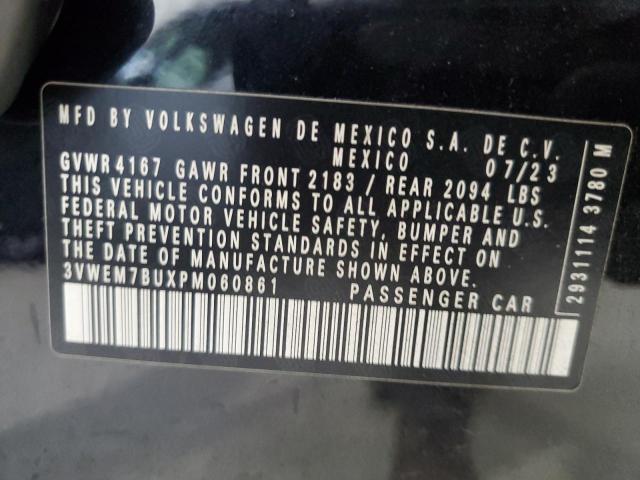 MFD BY VOLKSWAGEN DE MEXICO S.A. DE C.V.
MEXICO 07/23
GVWR 4167 GAWR FRONT 2183 / REAR 2094 LBS
THIS VEHICLE CONFORMS TO ALL APPLICABLE U.S.
FEDERAL MOTOR VEHICLE SAFETY, BUMPER AND
THEFT PREVENTION STANDARDS IN EFFECT ON
THE DATE OF MANUFACTURE SHOWN ABOVE.
3VWEM7BUXPM060861 PASSENGER CAR
2931114 3780 M